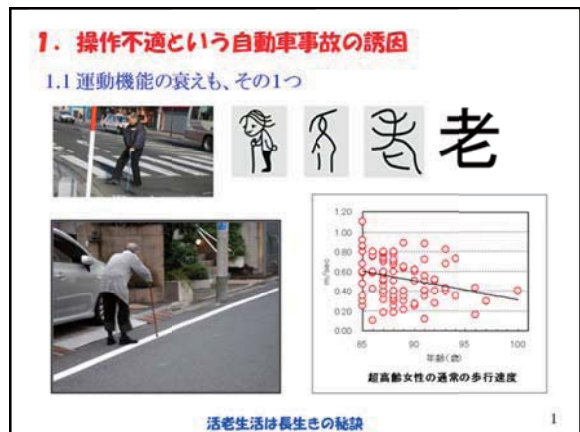 1. 操作不適という自動車事故の誘因
1.1 運動機能の衰えも、その1つ
老
1.20
1.00
0.80
0.60
0.40
0.20
0.00
m/sec
85
90
95
100
年齢(歳)
超高齢女性の通常の歩行速度
活老生活は長生きの秘訣
1